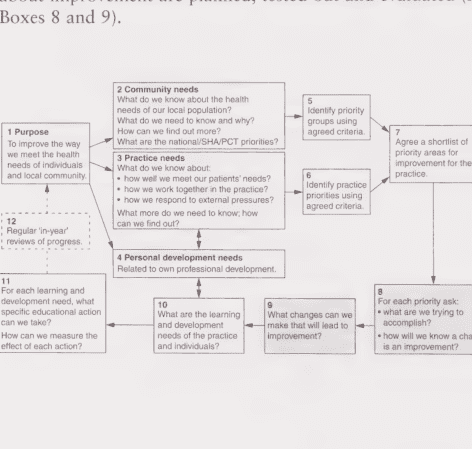 about improvement are planned, tested out and evaluated
Boxes 8 and 9).
1 Purpose
To improve the way
we meet the health
needs of individuals
and local community.
2 Community needs
What do we know about the health
needs of our local population?
What do we need to know and why?
How can we find out more?
What are the national/SHA/PCT priorities?
3 Practice needs
What do we know about:
• how well we meet our patients' needs?
• how we work together in the practice?
• how we respond to external pressures?
What more do we need to know; how
can we find out?
4 Personal development needs
Related to own professional development.
5
Identify priority
groups using
agreed criteria.
6
Identify practice
priorities using
agreed criteria.
7
Agree a shortlist of
priority areas for
improvement for the
practice.
8
For each priority ask:
• what are we trying to
accomplish?
• how will we know a cha
is an improvement?
9
What changes can we
make that will lead to
improvement?
10
What are the learning
and development
needs of the practice
and individuals?
11
For each learning and
development need, what
specific educational action
can we take?
How can we measure the
effect of each action?
12
Regular 'in-year'
reviews of progress.